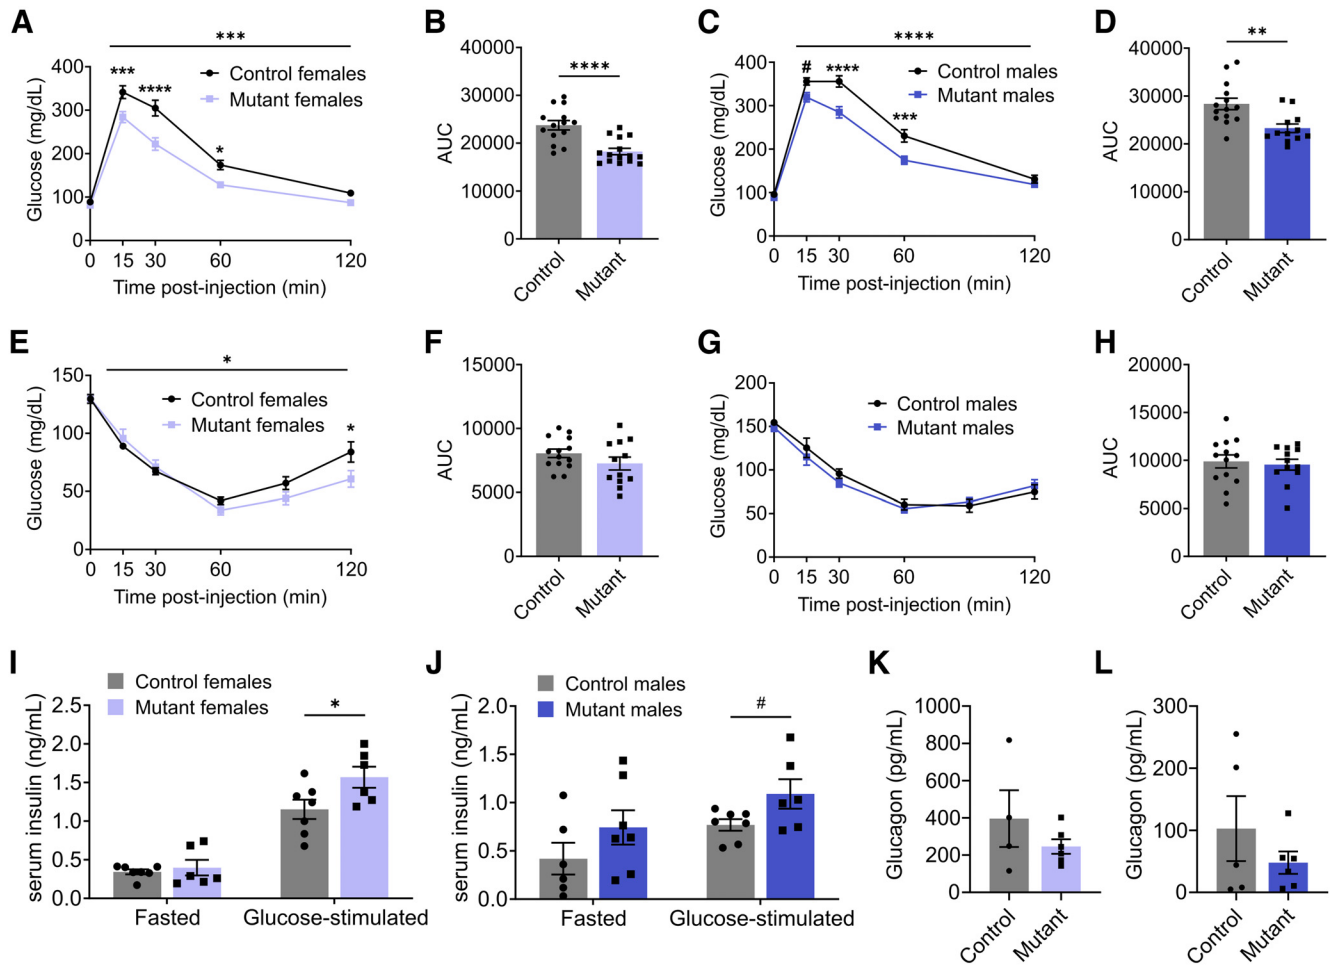 A
***
400
300
200
100
0
Glucose (mg/dL)
***
****
*
Control females
Mutant females
0 15 30 60 120
Time post-injection (min)
B
40000
30000
20000
10000
0
AUC
****
Control
Mutant
C
****
400
300
200
100
0
Glucose (mg/dL)
#
****
***
Control males
Mutant males
0 15 30 60 120
Time post-injection (min)
D
40000
30000
20000
10000
0
AUC
**
Control
Mutant
E
*
150
100
50
0
Glucose (mg/dL)
Control females
Mutant females
*
0 15 30 60 120
Time post-injection (min)
F
15000
10000
5000
0
AUC
Control
Mutant
G
200
150
100
50
0
Glucose (mg/dL)
Control males
Mutant males
0 15 30 60 120
Time post-injection (min)
H
20000
15000
10000
5000
0
AUC
Control
Mutant
I
Control females
Mutant females
2.5
2.0
1.5
1.0
0.5
0.0
serum insulin (ng/mL)
*
Fasted
Glucose-stimulated
J
Control males
Mutant males
2.0
1.5
1.0
0.5
0.0
serum insulin (ng/mL)
#
Fasted
Glucose-stimulated
K
1000
800
600
400
200
0
Glucagon (pg/mL)
Control
Mutant
L
300
200
100
0
Glucagon (pg/mL)
Control
Mutant